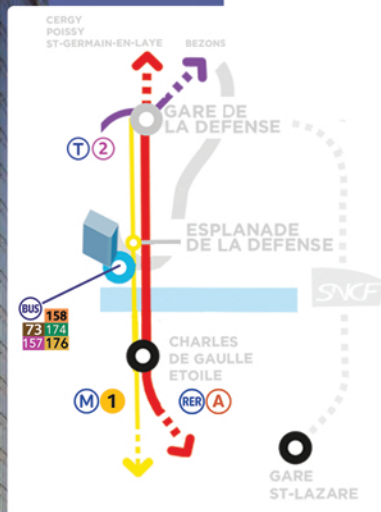 CERGY
POISSY
ST-GERMAIN-EN-LAYE BEZONS
GARE DE
LA DEFENSE
T 2
ESPLANADE
DE LA DEFENSE
SNCF
BUS 158
73 174
157 176
CHARLES
DE GAULLE
ETOILE
M 1
RER A
GARE
ST-LAZARE